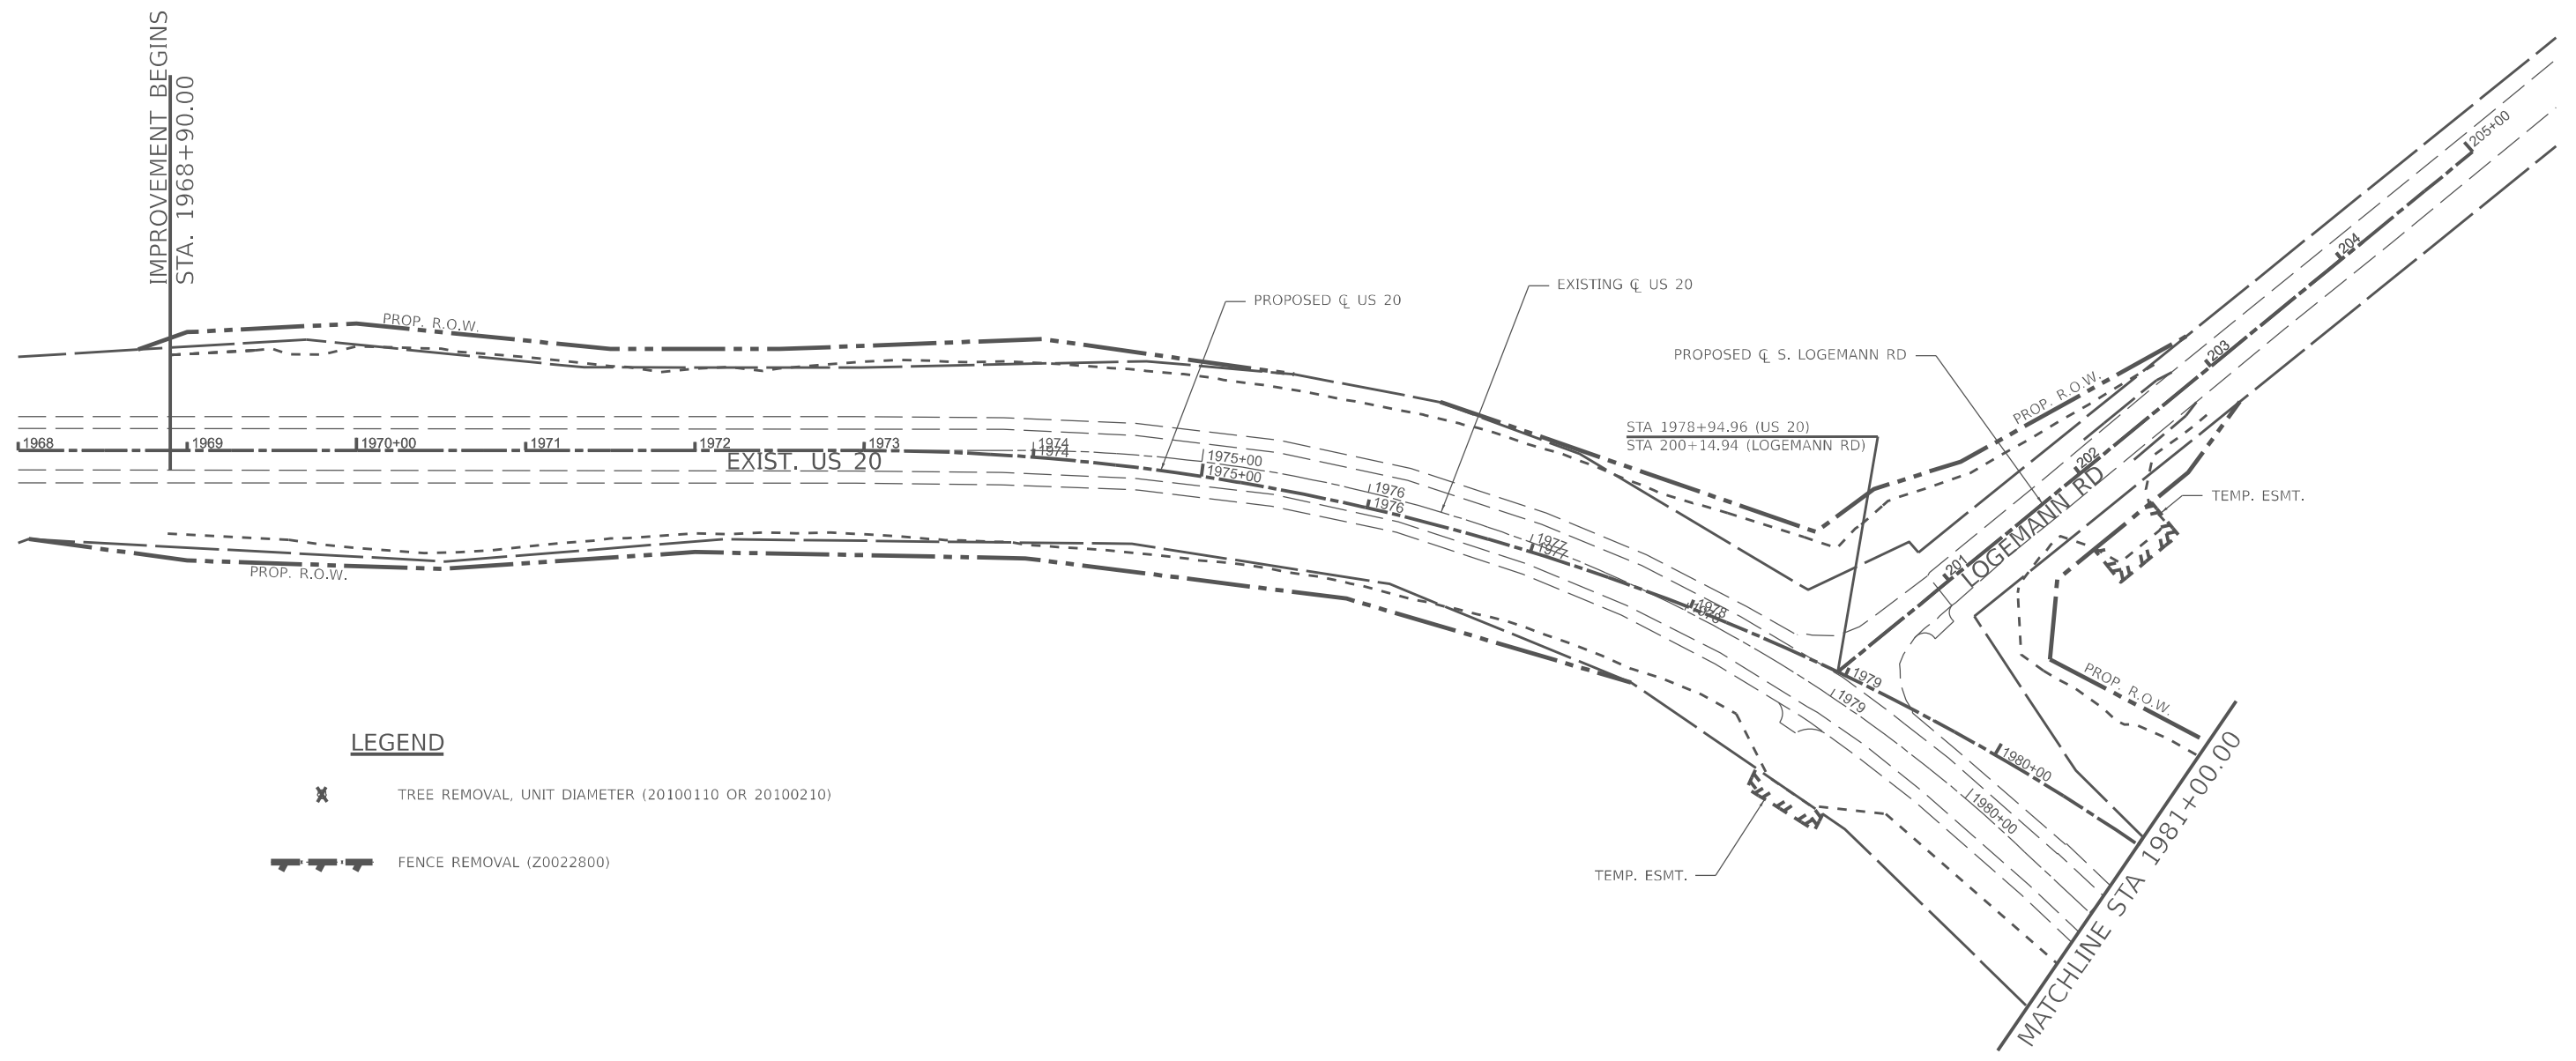 IMPROVEMENT BEGINS
STA. 1968+90.00
PROP. R.O.W.
PROPOSED ℄ US 20
EXISTING ℄ US 20
PROPOSED ℄ S. LOGEMANN RD
STA 1978+94.96 (US 20)
STA 200+14.94 (LOGEMANN RD)
PROP. R.O.W.
205+00
204
203
202
201
LOGEMANN RD
TEMP. ESMT.
1968
1969
1970+00
1971
1972
1973
1974
1974
EXIST. US 20
1975+00
1975+00
1976
1976
1977
1977
1978
1978
1979
1979
1980+00
1980+00
PROP. R.O.W.
PROP. R.O.W.
MATCHLINE STA 1981+00.00
TEMP. ESMT.
LEGEND
TREE REMOVAL, UNIT DIAMETER (20100110 OR 20100210)
FENCE REMOVAL (Z0022800)